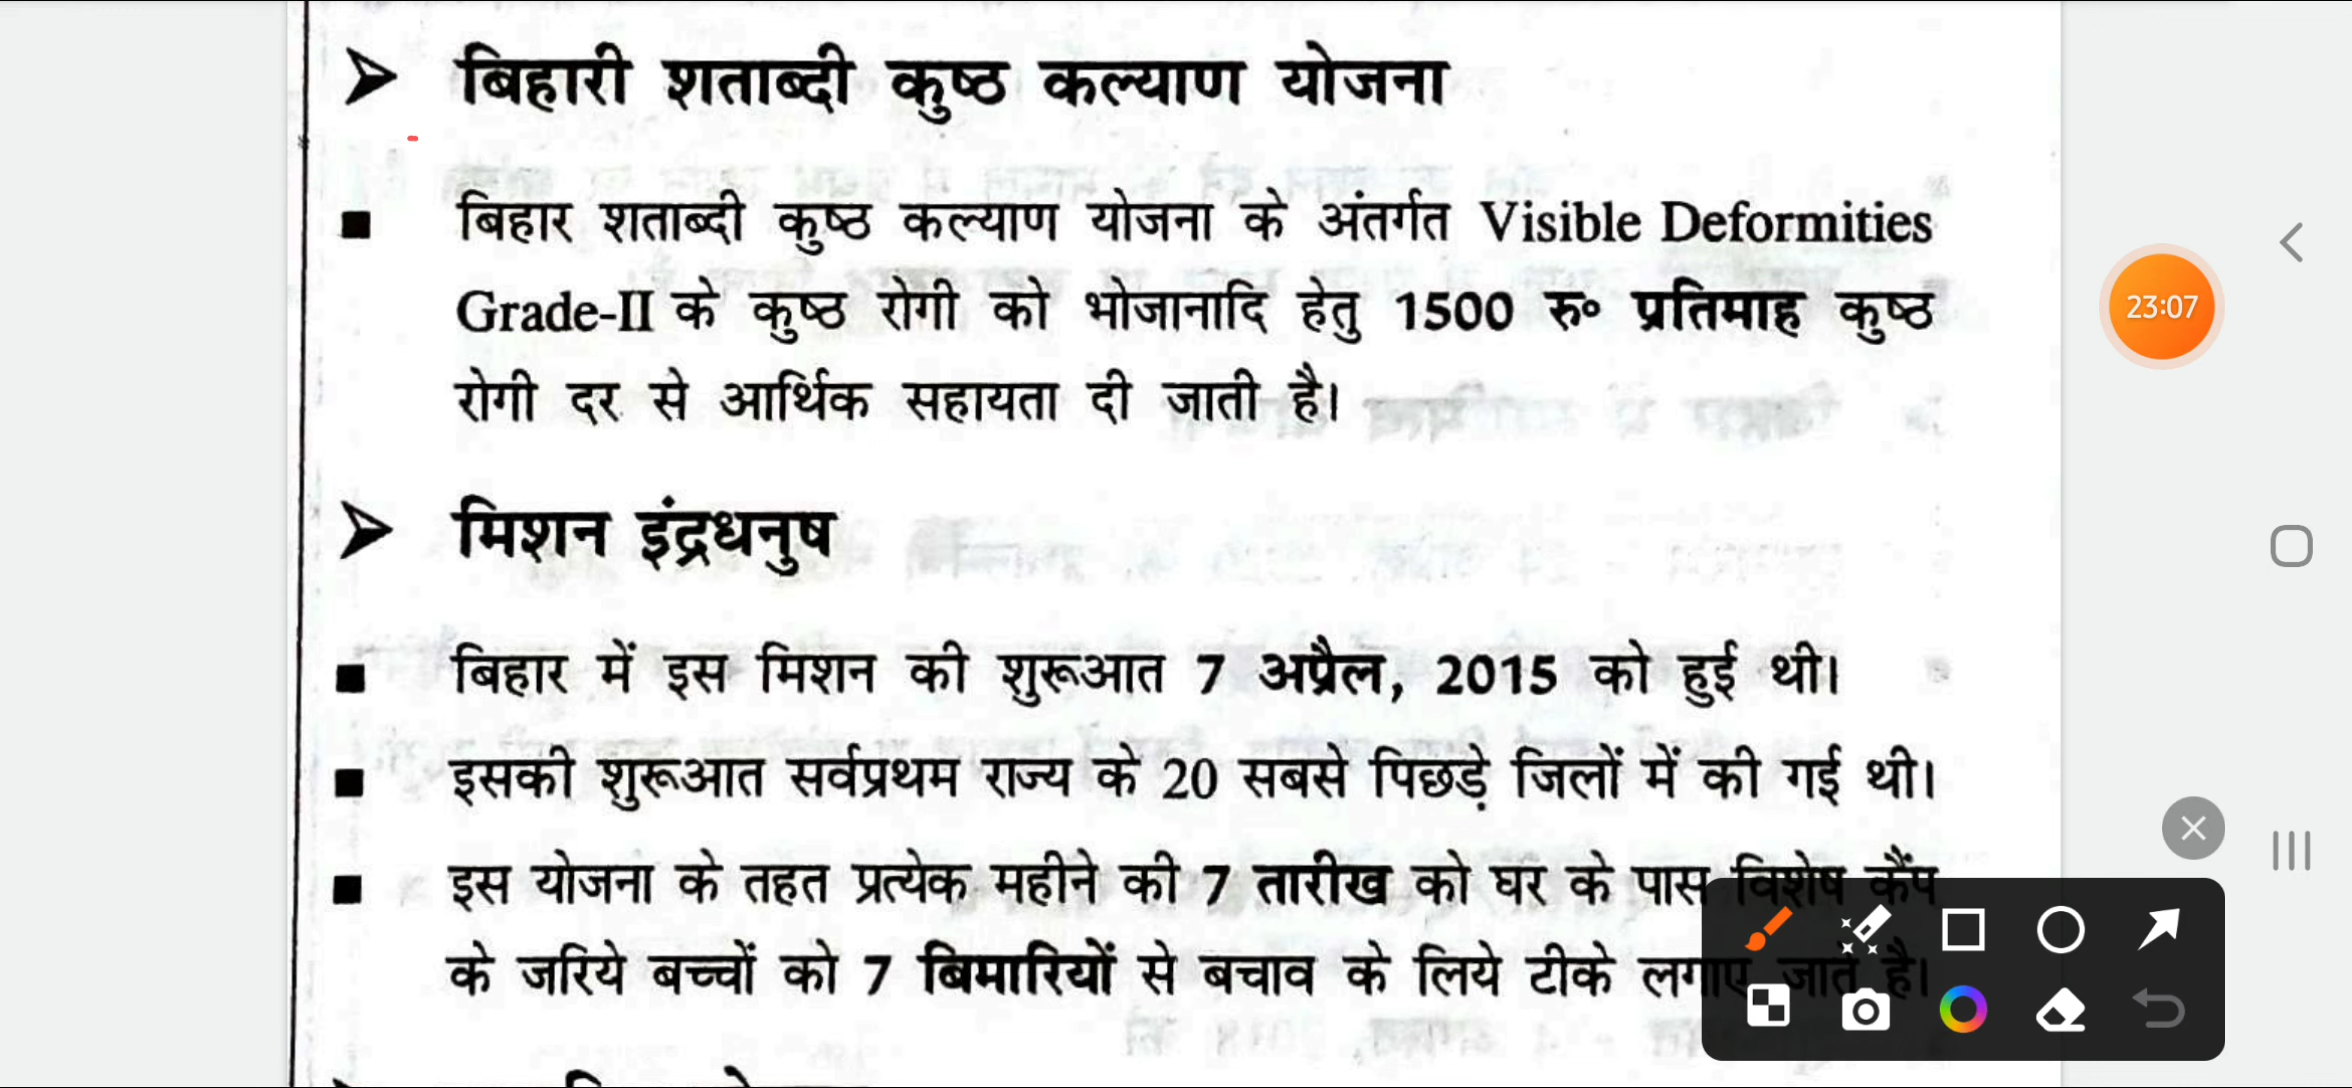 ➤ बिहारी शताब्दी कुष्ठ कल्याण योजना
■ बिहार शताब्दी कुष्ठ कल्याण योजना के अंतर्गत Visible Deformities
Grade-II के कुष्ठ रोगी को भोजानादि हेतु 1500 रु० प्रतिमाह कुष्ठ
रोगी दर से आर्थिक सहायता दी जाती है।
➤ मिशन इंद्रधनुष
■ बिहार में इस मिशन की शुरूआत 7 अप्रैल, 2015 को हुई थी।
■ इसकी शुरूआत सर्वप्रथम राज्य के 20 सबसे पिछड़े जिलों में की गई थी।
■ इस योजना के तहत प्रत्येक महीने की 7 तारीख को घर के पास विशेष कैंप
के जरिये बच्चों को 7 बिमारियों से बचाव के लिये टीके लगाए जाते है।
23:07